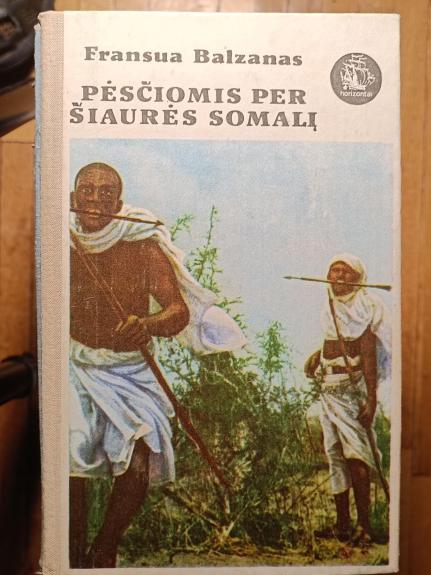 Fransua Balzanas
PĖSČIOMIS PER
ŠIAURĖS SOMALĮ
horizontai